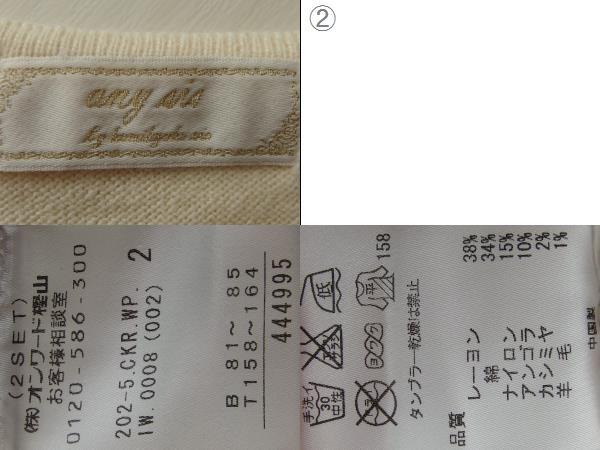 any sis
②
(2SET)
(株)オンワード樫山
お客様相談室
0120-586-300
202-5.CKR.WP. 2
IW.0008(002)
B 81～ 85
T158～164
444995
手洗イ
30
中性
低
ヨワク
平
158
タンブラー乾燥は禁止
品質
レーヨン 38%
綿 34%
ナイロン 15%
アンゴラ 10%
カシミヤ 2%
羊毛 1%
中国製